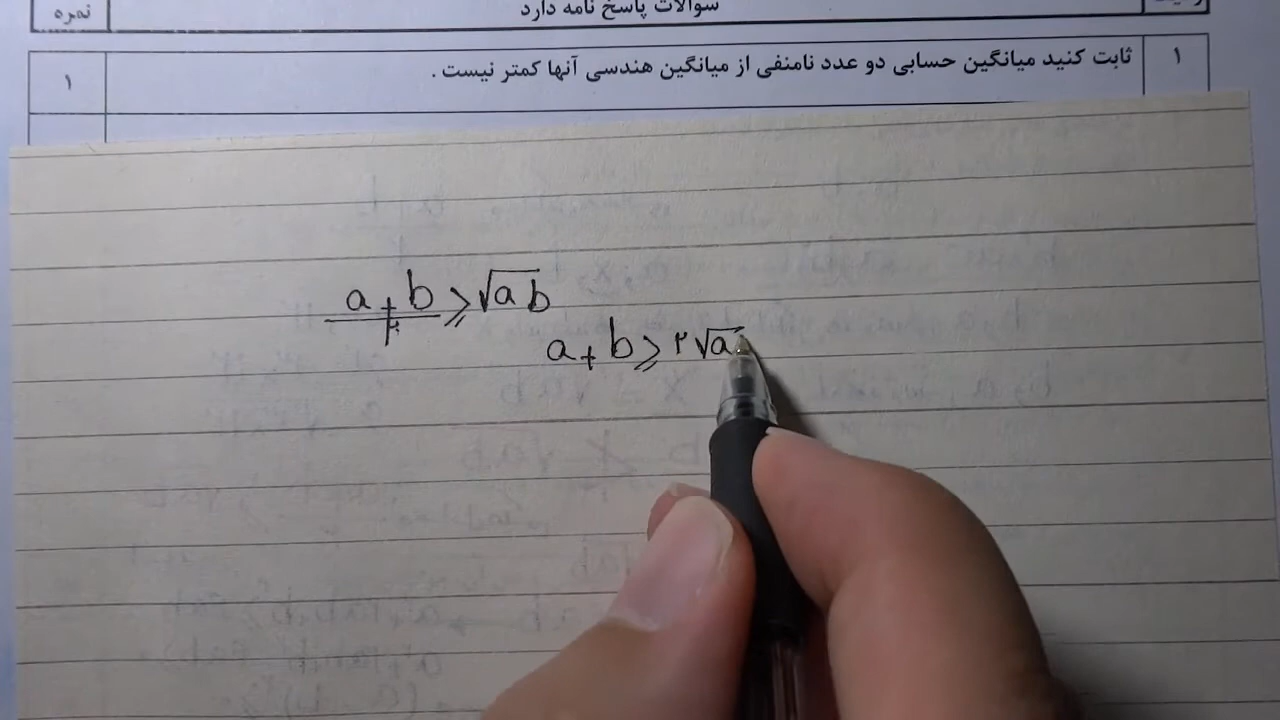 نمره
سوالات پاسخ نامه دارد
۱
ثابت کنید میانگین حسابی دو عدد نامنفی از میانگین هندسی آنها کمتر نیست .
۱
a + b / ۲ ⩾ √ab
a + b ⩾ ۲√a